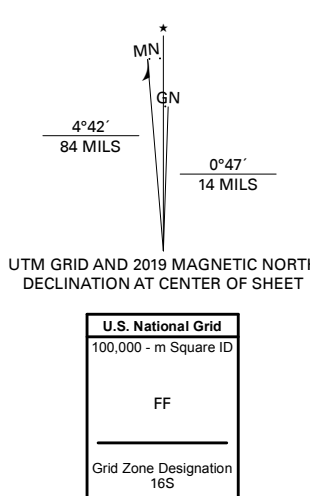 ★
MN
GN
4°42´
84 MILS
0°47´
14 MILS
UTM GRID AND 2019 MAGNETIC NORTH
DECLINATION AT CENTER OF SHEET
U.S. National Grid
100,000 - m Square ID
FF
Grid Zone Designation
16S